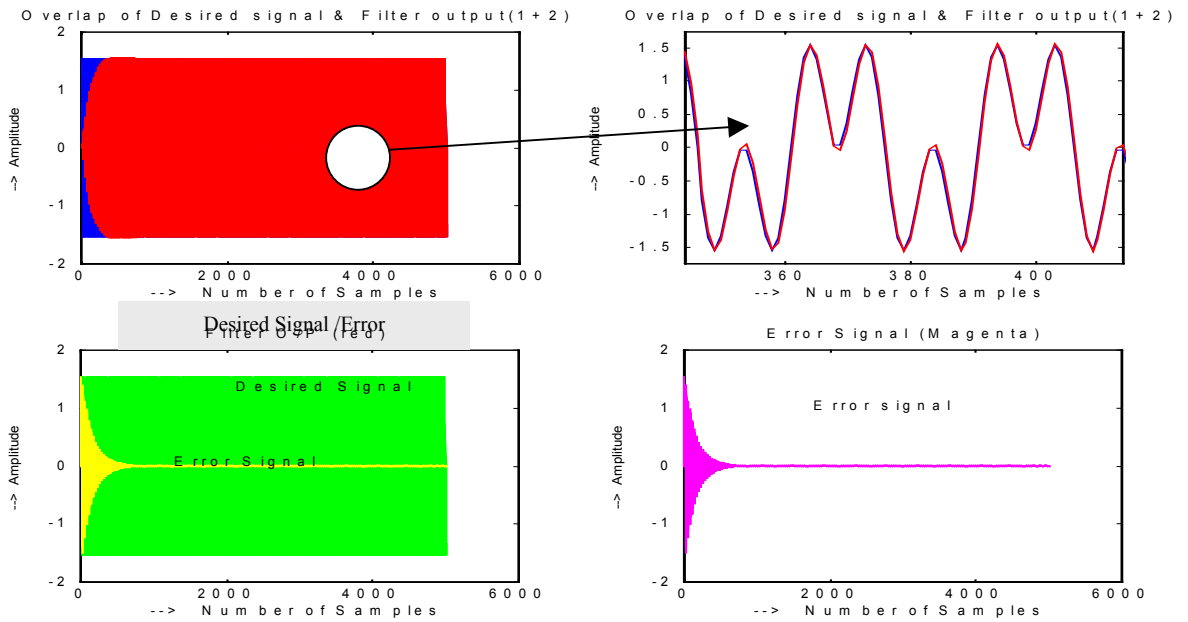 Overlap of Desired signal & Filter output(1+2)
2
1
0
-1
-2
--> Amplitude
0 2000 4000 6000
--> Number of Samples
Overlap of Desired signal & Filter output(1+2)
1.5
1
0.5
0
-0.5
-1
-1.5
--> Amplitude
360 380 400
--> Number of Samples
Desired Signal /Error
Filter O/P (red)
2
1
0
-1
-2
--> Amplitude
Desired Signal
Error Signal
0 2000 4000 6000
--> Number of Samples
Error Signal (Magenta)
2
1
0
-1
-2
--> Amplitude
Error signal
0 2000 4000 6000
--> Number of Samples